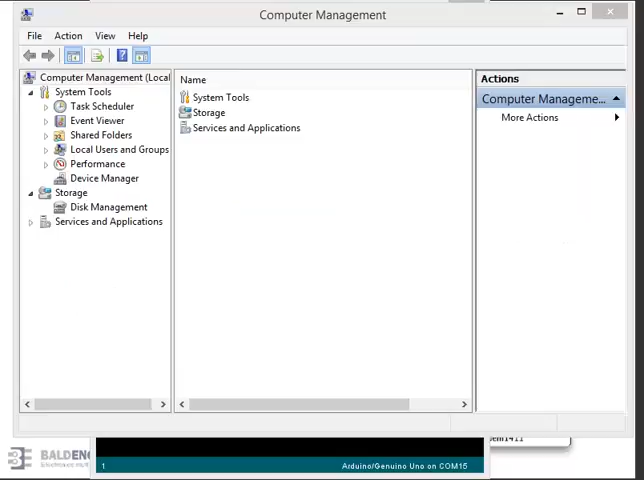 Computer Management
File Action View Help
Computer Management (Local
System Tools
Task Scheduler
Event Viewer
Shared Folders
Local Users and Groups
Performance
Device Manager
Storage
Disk Management
Services and Applications
Name
System Tools
Storage
Services and Applications
Actions
Computer Manageme...
More Actions
BALDENG
1
Arduino/Genuino Uno on COM15